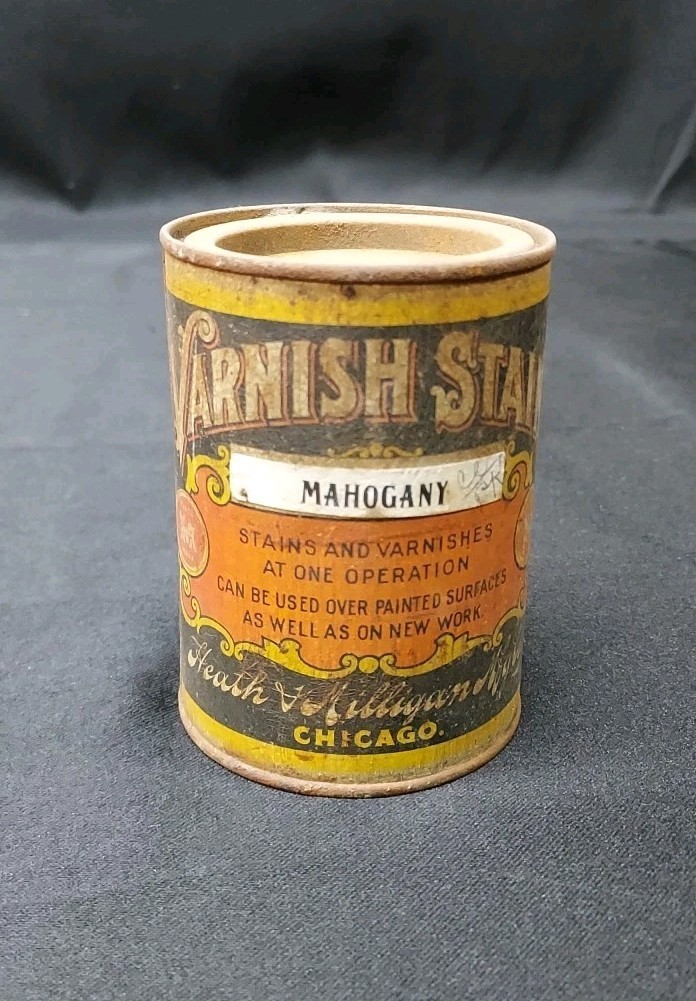 VARNISH STAI
MAHOGANY
STAINS AND VARNISHES
AT ONE OPERATION
CAN BE USED OVER PAINTED SURFACES
AS WELL AS ON NEW WORK.
Heath & Milligan
CHICAGO.